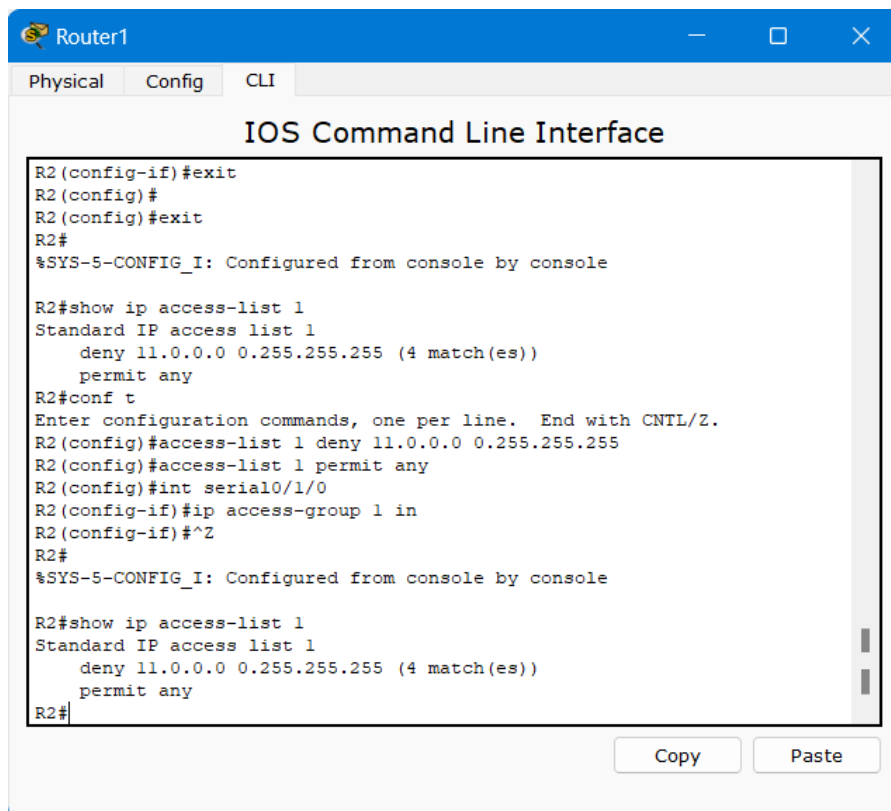 Router1
Physical Config CLI
IOS Command Line Interface
R2(config-if)#exit
R2(config)#
R2(config)#exit
R2#
%SYS-5-CONFIG_I: Configured from console by console
R2#show ip access-list 1
Standard IP access list 1
    deny 11.0.0.0 0.255.255.255 (4 match(es))
    permit any
R2#conf t
Enter configuration commands, one per line.  End with CNTL/Z.
R2(config)#access-list 1 deny 11.0.0.0 0.255.255.255
R2(config)#access-list 1 permit any
R2(config)#int serial0/1/0
R2(config-if)#ip access-group 1 in
R2(config-if)#^Z
R2#
%SYS-5-CONFIG_I: Configured from console by console
R2#show ip access-list 1
Standard IP access list 1
    deny 11.0.0.0 0.255.255.255 (4 match(es))
    permit any
R2#
Copy Paste